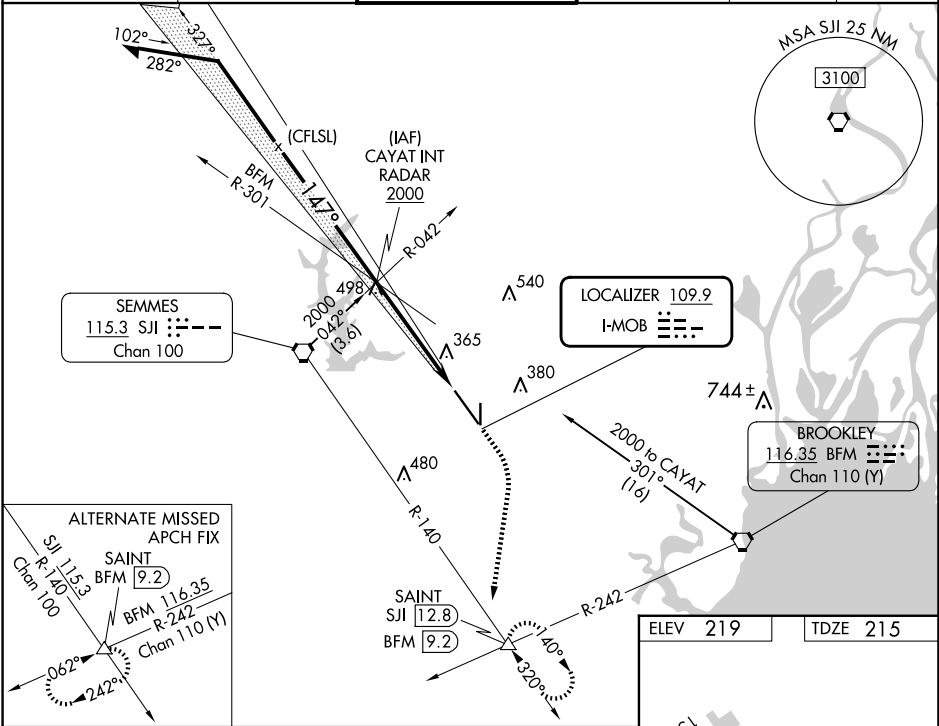 102°
282°
327°
(CFLSL)
(IAF)
CAYAT INT
RADAR
2000
BFM
R-301
147°
R-042
MSA SJI 25 NM
3100
SEMMES
115.3 SJI
Chan 100
498
2000
042°
(3.6)
365
540
380
LOCALIZER 109.9
I-MOB
744±
BROOKLEY
116.35 BFM
Chan 110 (Y)
2000 to CAYAT
301°
(16)
480
R-140
R-242
ALTERNATE MISSED
APCH FIX
SAINT
BFM 9.2
SJI 115.3
R-140
Chan 100
BFM 116.35
R-242
Chan 110 (Y)
062°
242°
SAINT
SJI 12.8
BFM 9.2
140°
320°
ELEV 219
TDZE 215